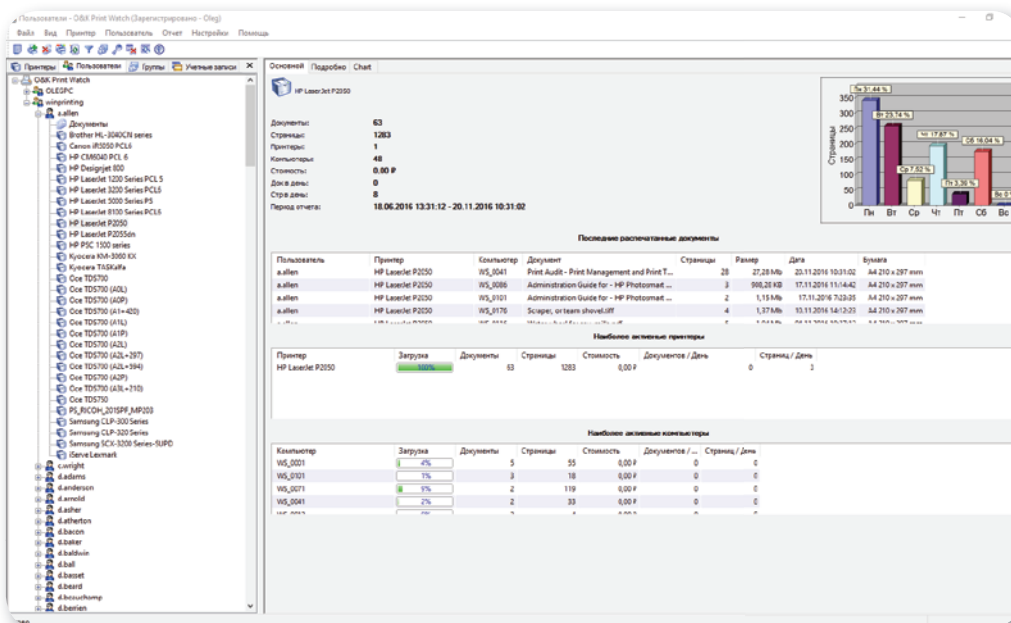 Пользователи - O&K Print Watch (Зарегистрировано - Oleg)
Файл Вид Принтер Пользователь Отчет Настройки Помощь
Принтеры Пользователи Группы Учетные записи
O&K Print Watch
OLEGPC
winprinting
a.allen
Документы
Brother HL-3040CN series
Canon iR3050 PCL6
HP CM6040 PCL 6
HP Designjet 800
HP LaserJet 1200 Series PCL 5
HP LaserJet 3200 Series PCL6
HP LaserJet 5000 Series PS
HP LaserJet 8100 Series PCL6
HP LaserJet P2050
HP LaserJet P2055dn
HP PSC 1500 series
Kyocera KM-3060 KX
Kyocera TASKalfa
Oce TDS700
Oce TDS700 (A0L)
Oce TDS700 (A0P)
Oce TDS700 (A1+420)
Oce TDS700 (A1L)
Oce TDS700 (A1P)
Oce TDS700 (A2L)
Oce TDS700 (A2L+297)
Oce TDS700 (A2L+594)
Oce TDS700 (A2P)
Oce TDS700 (A3L+210)
Oce TDS750
PS_RICOH_201SPF_MP203
Samsung CLP-300 Series
Samsung CLP-320 Series
Samsung SCX-3200 Series-SUPD
iServe Lexmark
c.wright
d.adams
d.anderson
d.arnold
d.asher
d.atherton
d.bacon
d.baker
d.baldwin
d.ball
d.basset
d.beard
d.beauchamp
d.berrien
Основной Подробно Chart
HP LaserJet P2050
Документы: 63
Страницы: 1283
Принтеры: 1
Компьютеры: 48
Стоимость: 0,00 ₽
Док в день: 0
Стр в день: 8
Период отчета: 18.06.2016 13:31:12 - 20.11.2016 10:31:02
Страницы
350
300
250
200
150
100
50
0
Пн 31,44 %
Вт 23,74 %
Ср 7,62 %
Чт 17,87 %
Пт 3,36 %
Сб 16,04 %
Вс 0
Пн Вт Ср Чт Пт Сб Вс
Последние распечатанные документы
Пользователь Принтер Компьютер Документ Страницы Размер Дата Бумага
a.allen HP LaserJet P2050 WS_0041 Print Audit - Print Management and Print T... 28 27,28 Mb 20.11.2016 10:31:02 A4 210 x 297 mm
a.allen HP LaserJet P2050 WS_0086 Administration Guide for - HP Photosmart ... 3 908,28 KB 17.11.2016 11:14:42 A4 210 x 297 mm
a.allen HP LaserJet P2050 WS_0101 Administration Guide for - HP Photosmart ... 2 1,15 Mb 17.11.2016 7:23:35 A4 210 x 297 mm
a.allen HP LaserJet P2050 WS_0176 Scraper, or team shovel.tiff 4 1,37 Mb 10.11.2016 14:12:23 A4 210 x 297 mm
Наиболее активные принтеры
Принтер Загрузка Документы Страницы Стоимость Документов / День Страниц / День
HP LaserJet P2050 100% 63 1283 0,00 ₽ 0
Наиболее активные компьютеры
Компьютер Загрузка Документы Страницы Стоимость Документов / ... Страниц / День
WS_0001 4% 5 55 0,00 ₽ 0 0
WS_0101 1% 3 18 0,00 ₽ 0 0
WS_0071 9% 2 119 0,00 ₽ 0 0
WS_0041 2% 2 33 0,00 ₽ 0 0